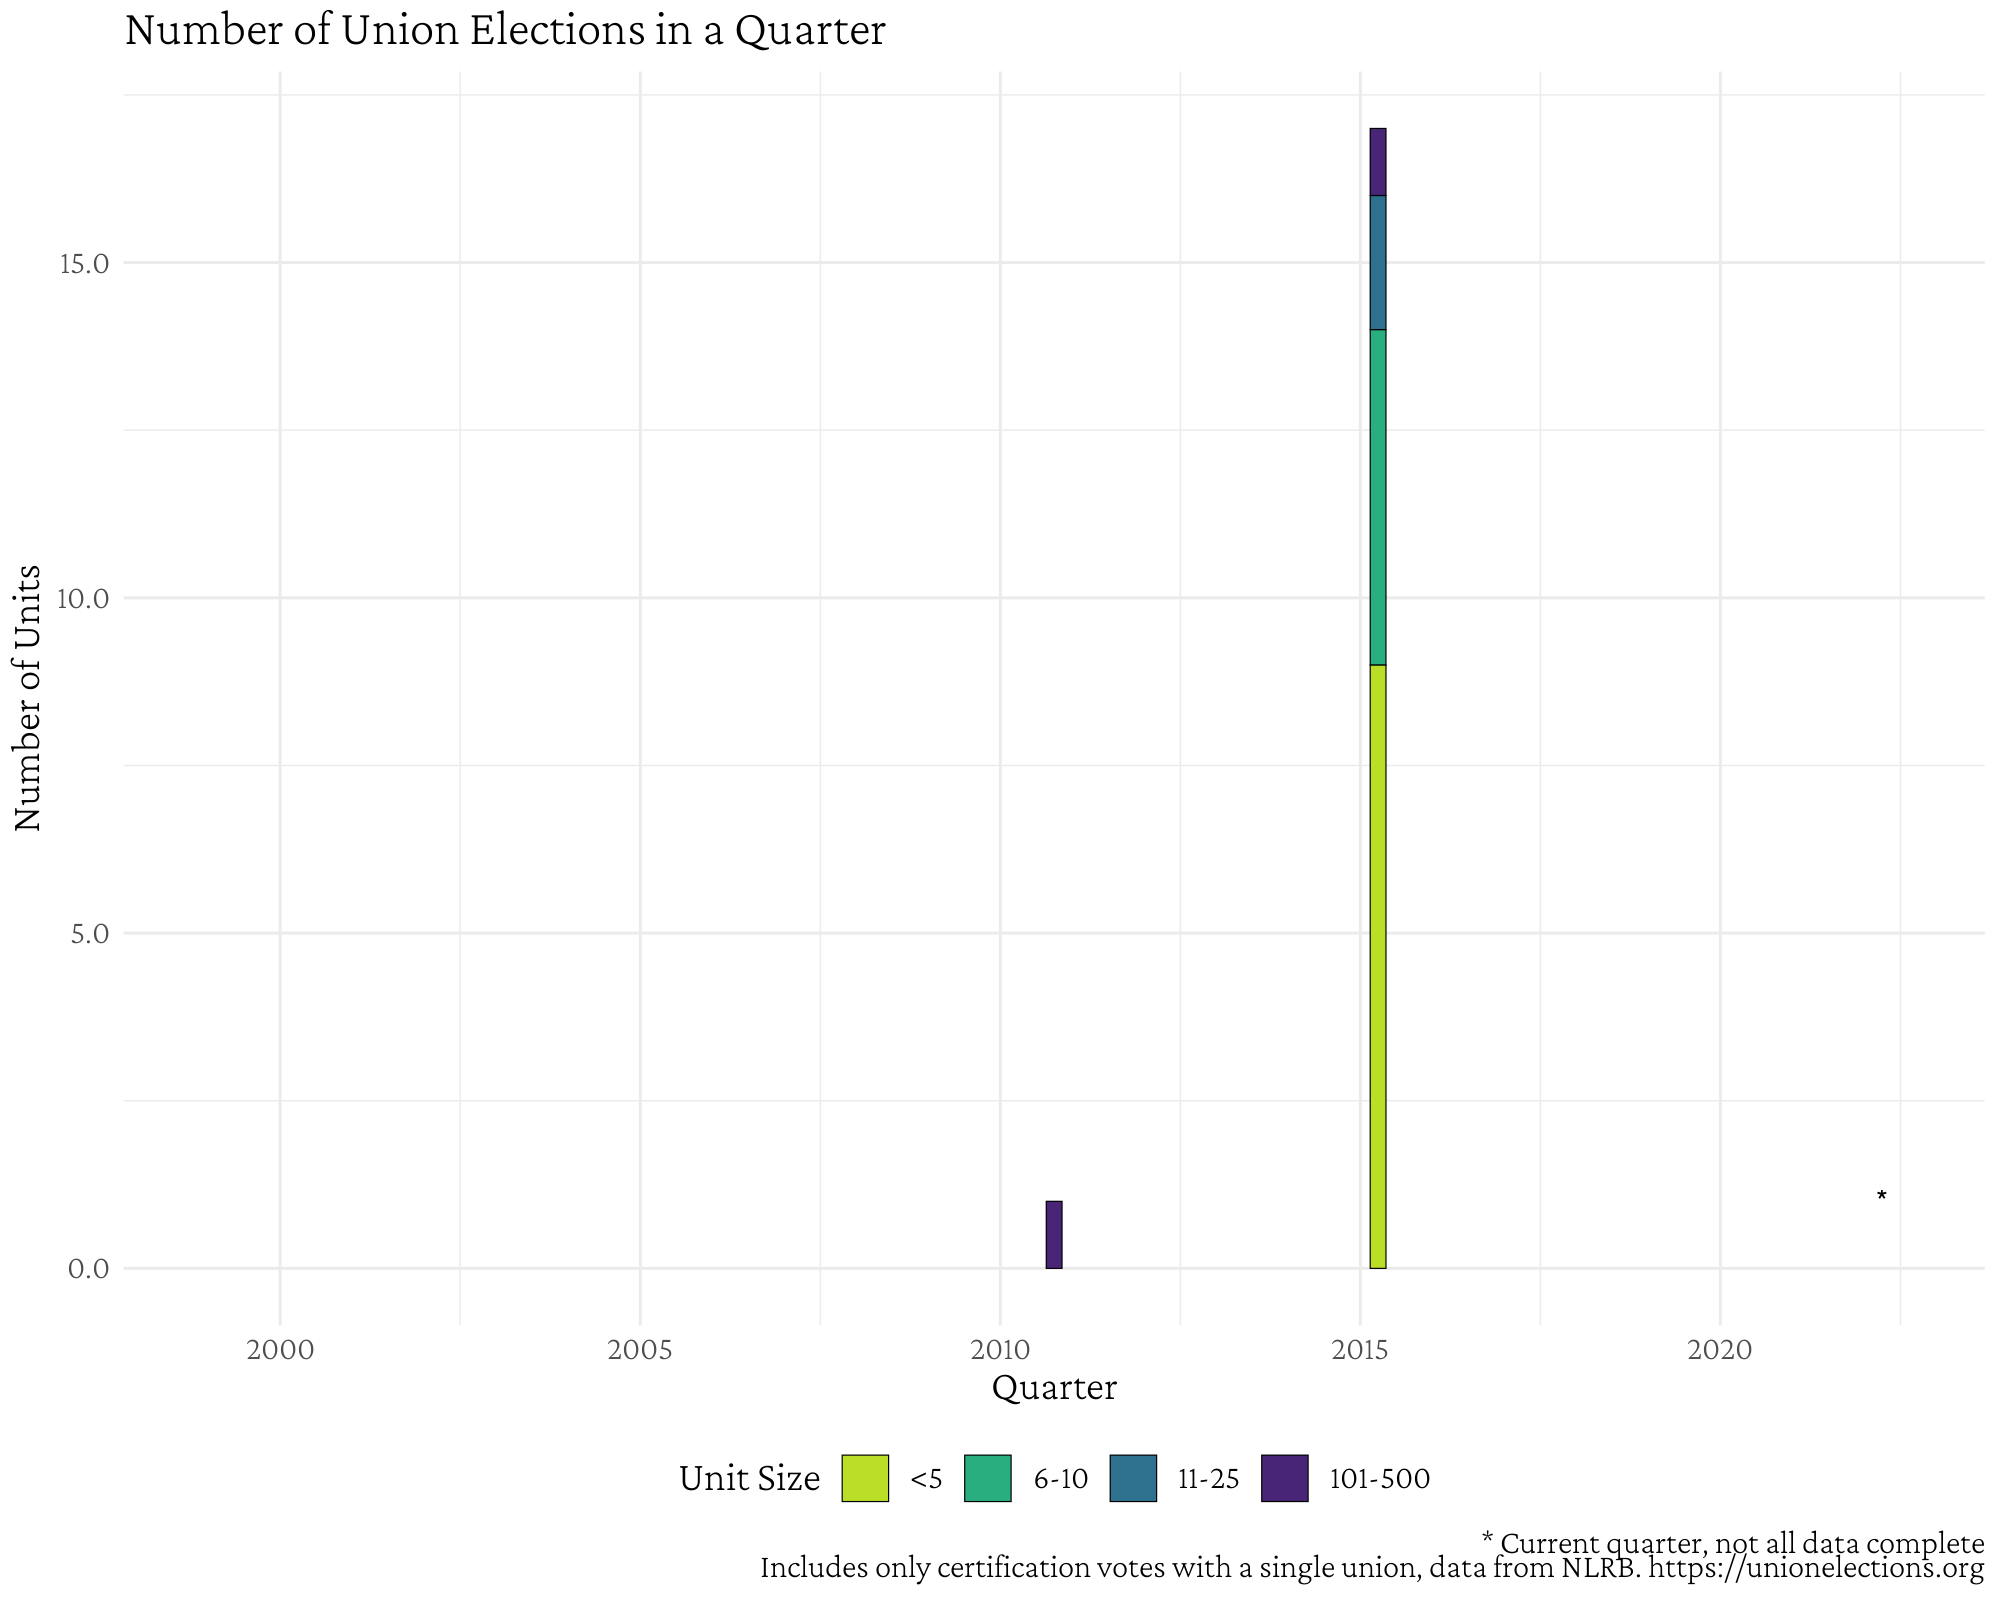 Number of Union Elections in a Quarter
Number of Units
15.0
10.0
5.0
0.0
*
2000 2005 2010 2015 2020
Quarter
Unit Size <5 6-10 11-25 101-500
* Current quarter, not all data complete
Includes only certification votes with a single union, data from NLRB. https://unionelections.org